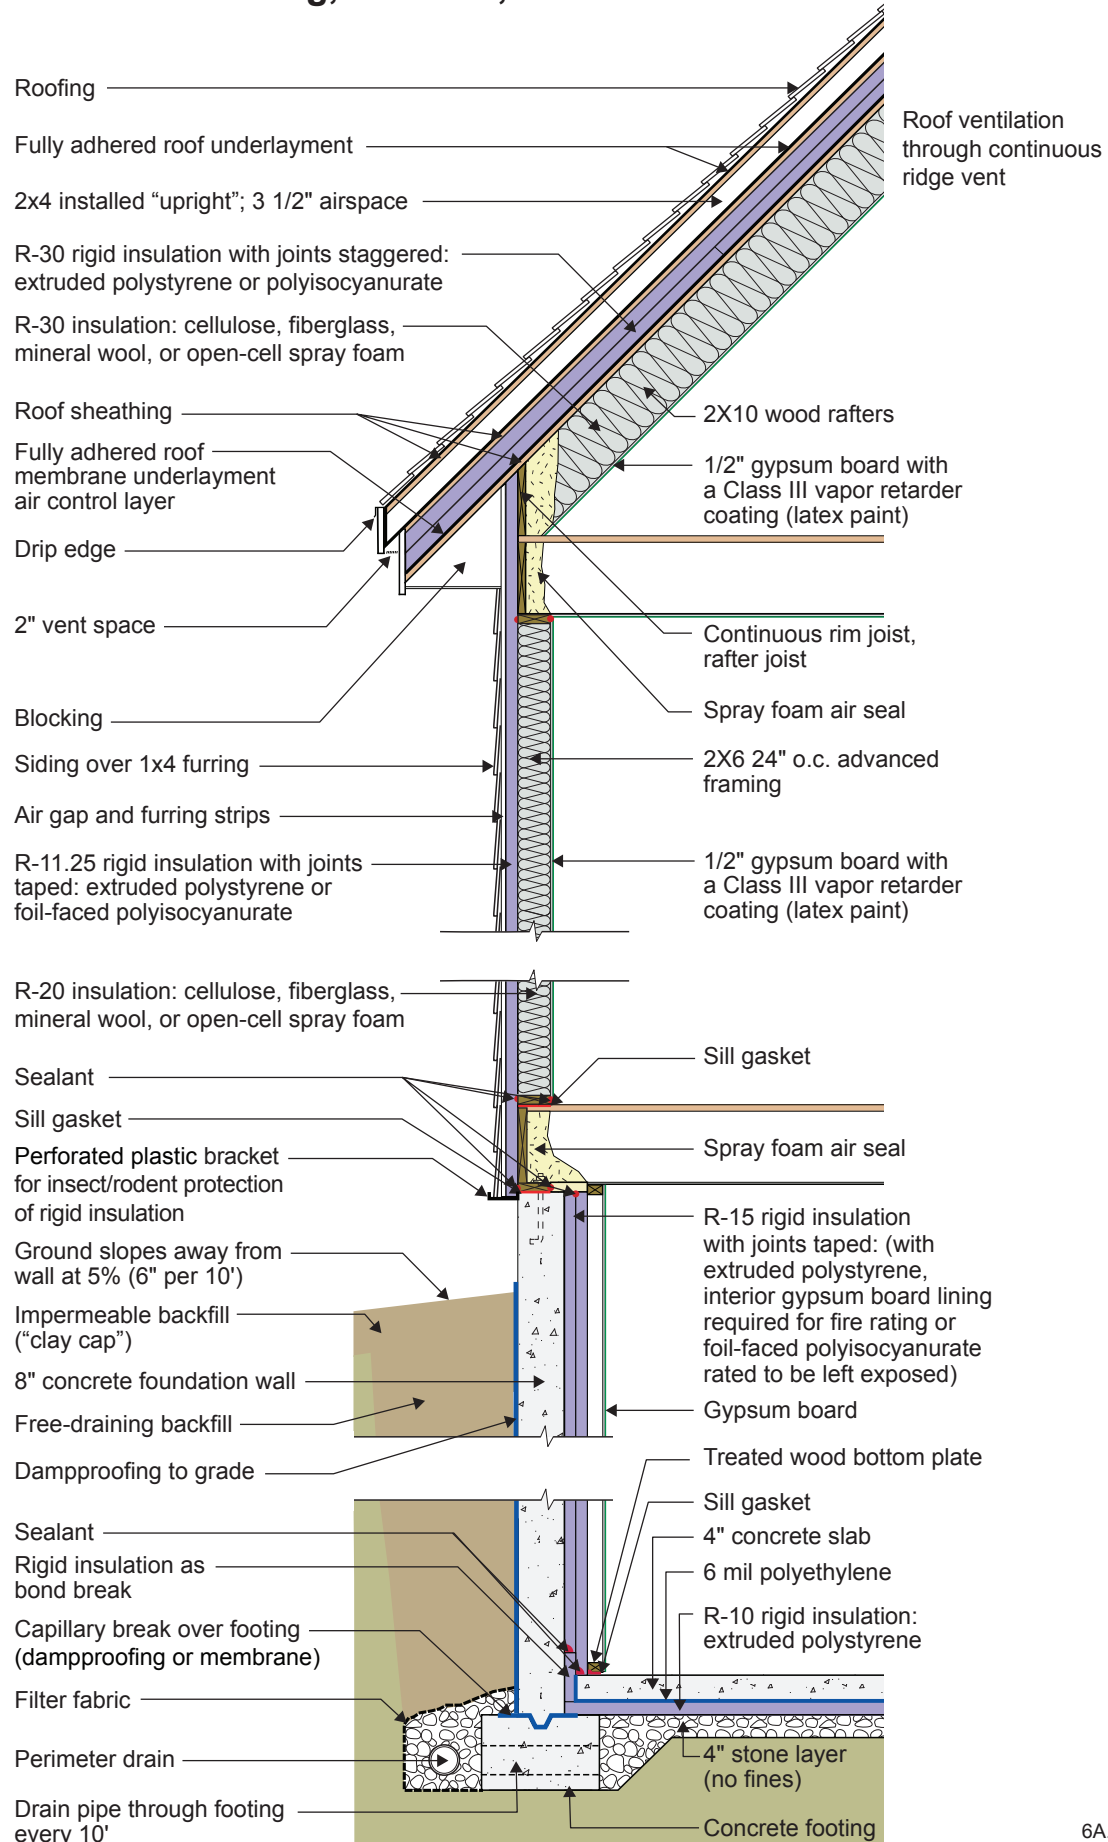 Roofing
Fully adhered roof underlayment
2x4 installed “upright”; 3 1/2" airspace
R-30 rigid insulation with joints staggered:
extruded polystyrene or polyisocyanurate
R-30 insulation: cellulose, fiberglass,
mineral wool, or open-cell spray foam
Roof sheathing
Fully adhered roof
membrane underlayment
air control layer
Drip edge
2" vent space
Blocking
Siding over 1x4 furring
Air gap and furring strips
R-11.25 rigid insulation with joints
taped: extruded polystyrene or
foil-faced polyisocyanurate
R-20 insulation: cellulose, fiberglass,
mineral wool, or open-cell spray foam
Sealant
Sill gasket
Perforated plastic bracket
for insect/rodent protection
of rigid insulation
Ground slopes away from
wall at 5% (6" per 10')
Impermeable backfill
(“clay cap”)
8" concrete foundation wall
Free-draining backfill
Dampproofing to grade
Sealant
Rigid insulation as
bond break
Capillary break over footing
(dampproofing or membrane)
Filter fabric
Perimeter drain
Drain pipe through footing
every 10'
Roof ventilation
through continuous
ridge vent
2X10 wood rafters
1/2" gypsum board with
a Class III vapor retarder
coating (latex paint)
Continuous rim joist,
rafter joist
Spray foam air seal
2X6 24" o.c. advanced
framing
1/2" gypsum board with
a Class III vapor retarder
coating (latex paint)
Sill gasket
Spray foam air seal
R-15 rigid insulation
with joints taped: (with
extruded polystyrene,
interior gypsum board lining
required for fire rating or
foil-faced polyisocyanurate
rated to be left exposed)
Gypsum board
Treated wood bottom plate
Sill gasket
4" concrete slab
6 mil polyethylene
R-10 rigid insulation:
extruded polystyrene
4" stone layer
(no fines)
Concrete footing
6A